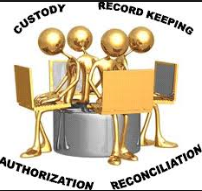 CUSTODY
RECORD KEEPING
AUTHORIZATION
RECONCILIATION